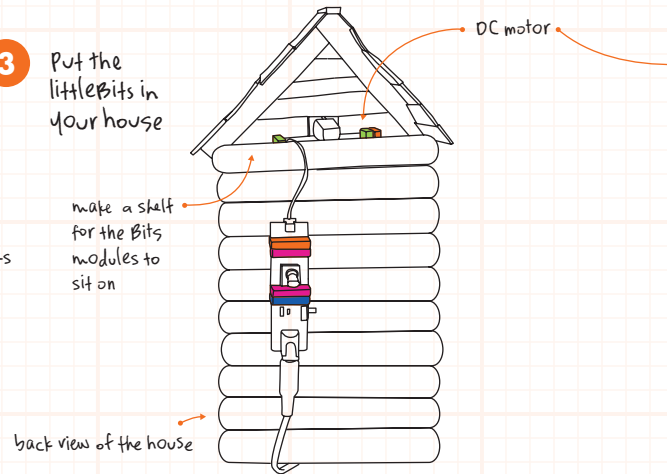 3
Put the
littleBits in
your house
DC motor
make a shelf
for the Bits
modules to
sit on
s
back view of the house